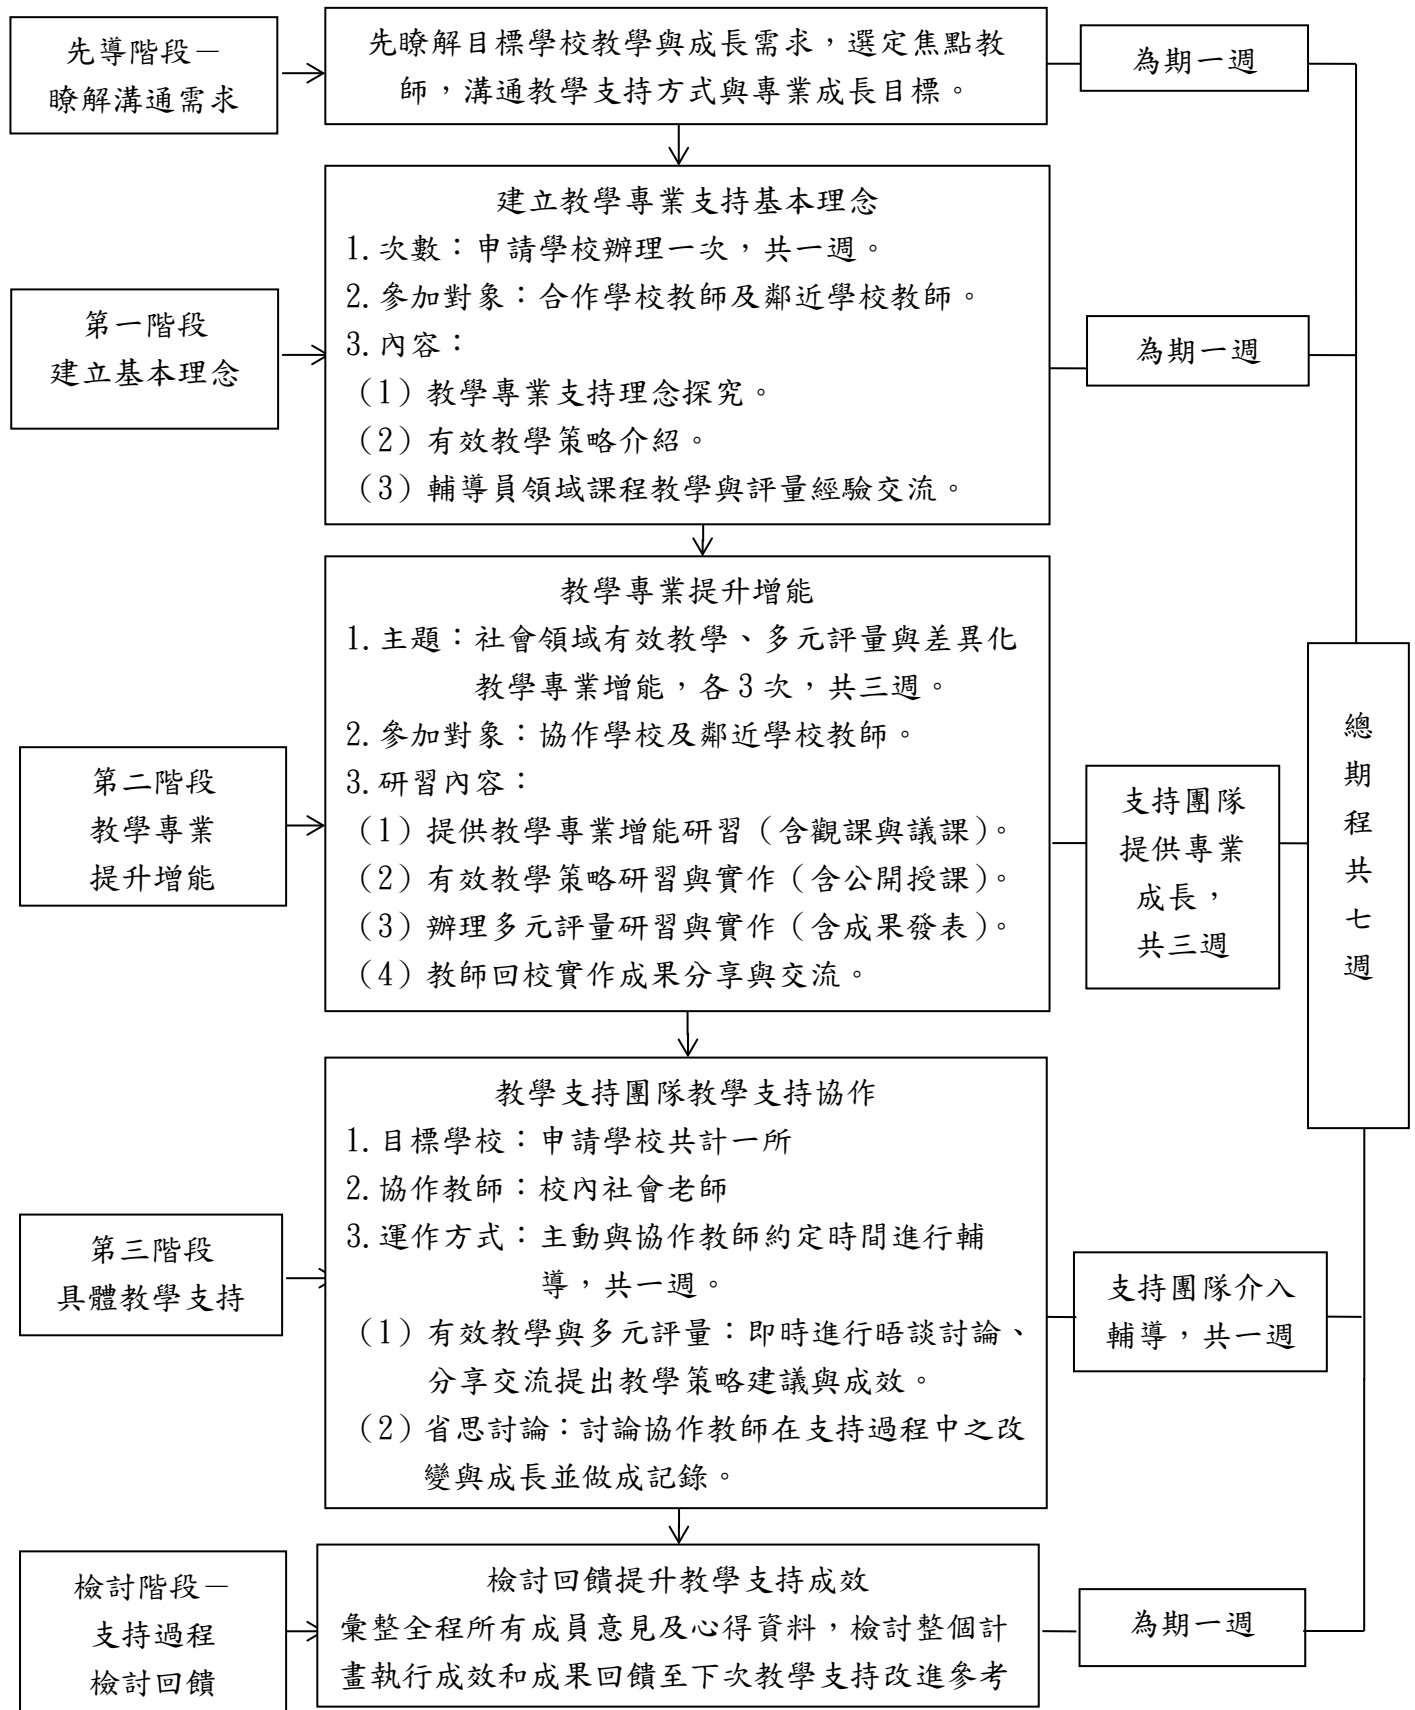 先導階段－
瞭解溝通需求
先瞭解目標學校教學與成長需求，選定焦點教
師，溝通教學支持方式與專業成長目標。
為期一週
第一階段
建立基本理念
建立教學專業支持基本理念
1.次數：申請學校辦理一次，共一週。
2.參加對象：合作學校教師及鄰近學校教師。
3.內容：
（1）教學專業支持理念探究。
（2）有效教學策略介紹。
（3）輔導員領域課程教學與評量經驗交流。
為期一週
第二階段
教學專業
提升增能
教學專業提升增能
1.主題：社會領域有效教學、多元評量與差異化
教學專業增能，各3次，共三週。
2.參加對象：協作學校及鄰近學校教師。
3.研習內容：
（1）提供教學專業增能研習（含觀課與議課）。
（2）有效教學策略研習與實作（含公開授課）。
（3）辦理多元評量研習與實作（含成果發表）。
（4）教師回校實作成果分享與交流。
支持團隊
提供專業
成長，
共三週
總期程共七週
第三階段
具體教學支持
教學支持團隊教學支持協作
1.目標學校：申請學校共計一所
2.協作教師：校內社會老師
3.運作方式：主動與協作教師約定時間進行輔
導，共一週。
（1）有效教學與多元評量：即時進行晤談討論、
分享交流提出教學策略建議與成效。
（2）省思討論：討論協作教師在支持過程中之改
變與成長並做成記錄。
支持團隊介入
輔導，共一週
檢討階段－
支持過程
檢討回饋
檢討回饋提升教學支持成效
彙整全程所有成員意見及心得資料，檢討整個計
畫執行成效和成果回饋至下次教學支持改進參考
為期一週